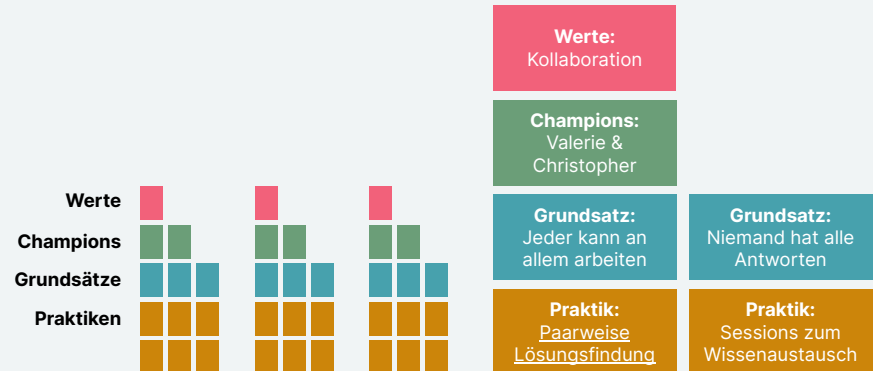 Werte
Champions
Grundsätze
Praktiken
Werte:
Kollaboration
Champions:
Valerie &
Christopher
Grundsatz:
Jeder kann an
allem arbeiten
Grundsatz:
Niemand hat alle
Antworten
Praktik:
Paarweise
Lösungsfindung
Praktik:
Sessions zum
Wissenaustausch